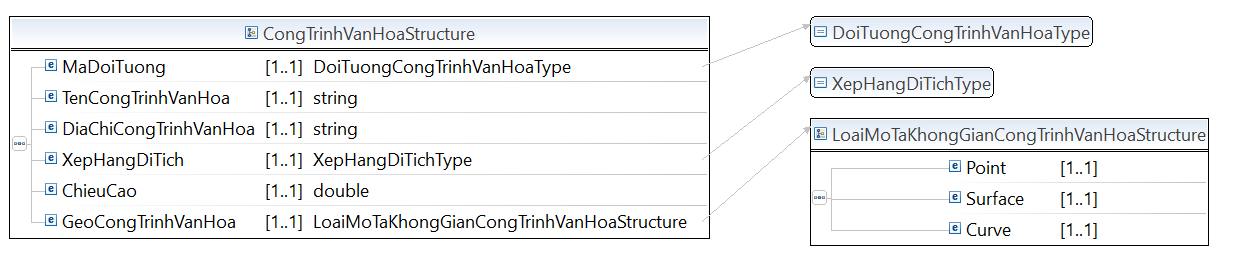 CongTrinhVanHoaStructure
MaDoiTuong [1..1] DoiTuongCongTrinhVanHoaType
TenCongTrinhVanHoa [1..1] string
DiaChiCongTrinhVanHoa [1..1] string
XepHangDiTich [1..1] XepHangDiTichType
ChieuCao [1..1] double
GeoCongTrinhVanHoa [1..1] LoaiMoTaKhongGianCongTrinhVanHoaStructure
DoiTuongCongTrinhVanHoaType
XepHangDiTichType
LoaiMoTaKhongGianCongTrinhVanHoaStructure
Point [1..1]
Surface [1..1]
Curve [1..1]